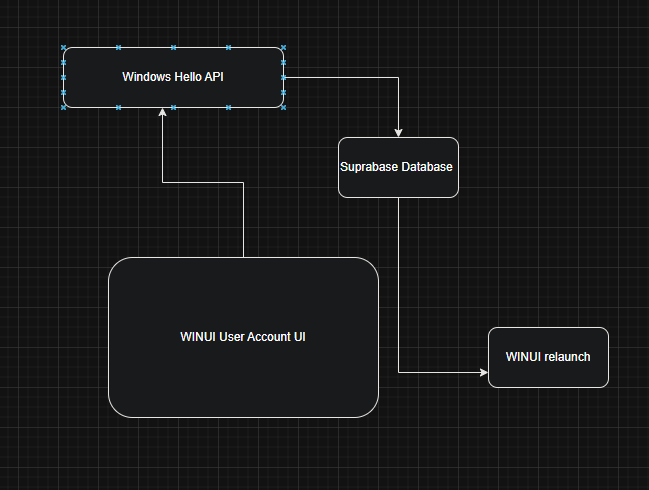 Windows Hello API
Suprabase Database
WINUI User Account UI
WINUI relaunch